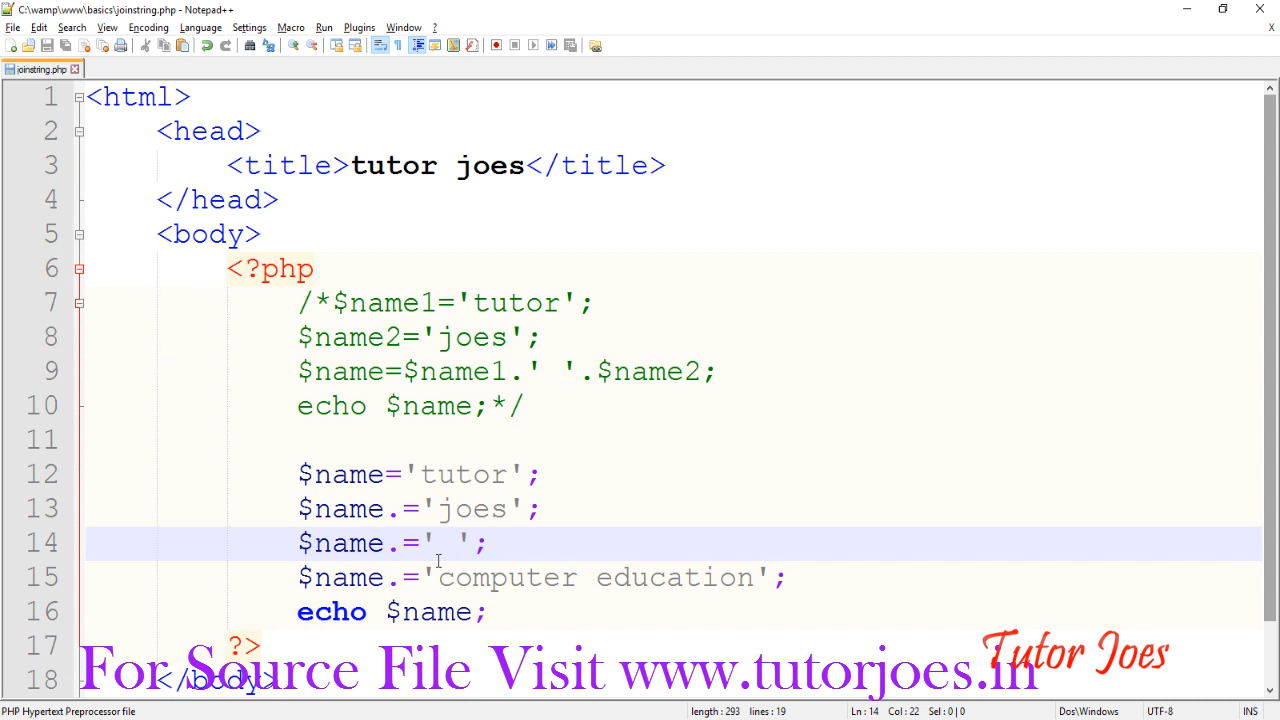 C:\wamp\www\basics\joinstring.php - Notepad++
File Edit Search View Encoding Language Settings Macro Run Plugins Window ?
X
joinstring.php
1 <html>
2 <head>
3 <title>tutor joes</title>
4 </head>
5 <body>
6 <?php
7 /*$name1='tutor';
8 $name2='joes';
9 $name=$name1.' '.$name2;
10 echo $name;*/
11
12 $name='tutor';
13 $name.='joes';
14 $name.=' ';
15 $name.='computer education';
16 echo $name;
17 ?>
18 </body>
For Source File Visit www.tutorjoes.in
Tutor Joes
PHP Hypertext Preprocessor file length : 293 lines : 19 Ln : 14 Col : 22 Sel : 0 | 0 Dos\Windows UTF-8 INS